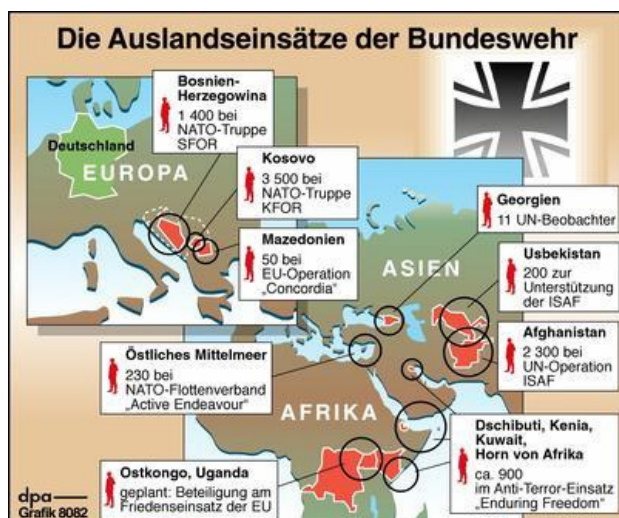 Die Auslandseinsätze der Bundeswehr
Bosnien-
Herzegowina
1 400 bei
NATO-Truppe
SFOR
Deutschland
EUROPA
Kosovo
3 500 bei
NATO-Truppe
KFOR
Mazedonien
50 bei
EU-Operation
„Concordia“
Georgien
11 UN-Beobachter
ASIEN
Usbekistan
200 zur
Unterstützung
der ISAF
Afghanistan
2 300 bei
UN-Operation
ISAF
Östliches Mittelmeer
230 bei
NATO-Flottenverband
„Active Endeavour“
AFRIKA
Dschibuti, Kenia,
Kuwait,
Horn von Afrika
ca. 900
im Anti-Terror-Einsatz
„Enduring Freedom“
Ostkongo, Uganda
geplant: Beteiligung am
Friedenseinsatz der EU
dpa
Grafik 8082